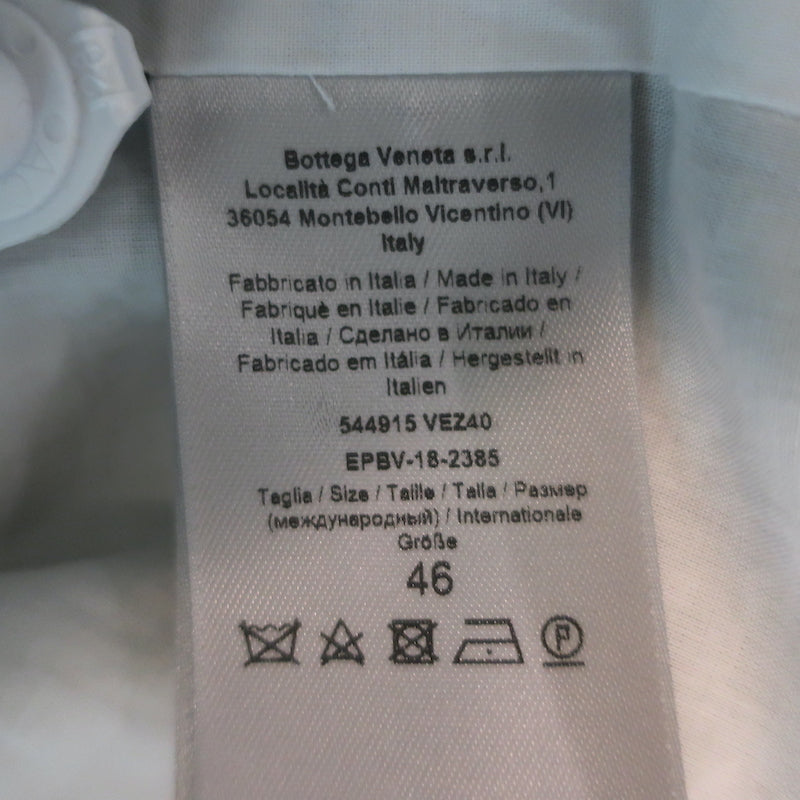 Bottega Veneta s.r.l.
Località Conti Maltraverso,1
36054 Montebello Vicentino (VI)
Italy
Fabbricato in Italia / Made in Italy /
Fabriquè en Italie / Fabricado en
Italia / Сделано в Италии /
Fabricado em Itália / Hergestellt in
Italien
544915 VEZ40
EPBV-18-2385
Taglia / Size / Taille / Talla / Размер
(международный) / Internationale
Größe
46
P